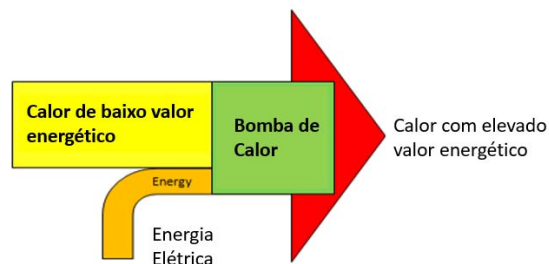 Calor de baixo valor
energético
Bomba de
Calor
Calor com elevado
valor energético
Energy
Energia
Elétrica